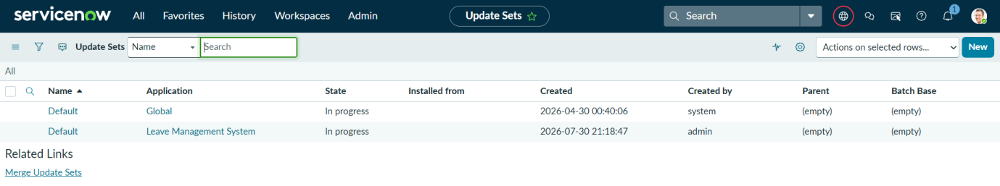 servicenow All Favorites History Workspaces Admin Update Sets Search 1
Update Sets Name Search Actions on selected rows... New
All
Name Application State Installed from Created Created by Parent Batch Base
Default Global In progress 2026-04-30 00:40:06 system (empty) (empty)
Default Leave Management System In progress 2026-07-30 21:18:47 admin (empty) (empty)
Related Links
Merge Update Sets